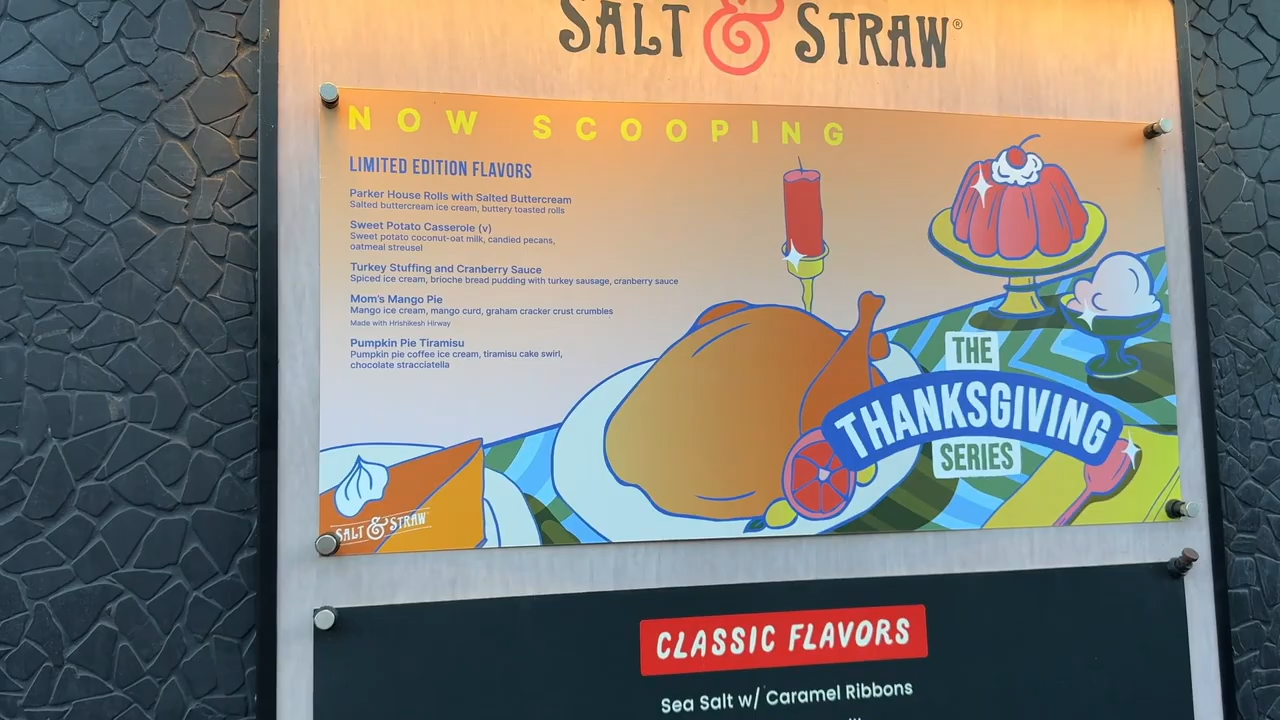 SALT & STRAW®
NOW SCOOPING
LIMITED EDITION FLAVORS
Parker House Rolls with Salted Buttercream
Salted buttercream ice cream, buttery toasted rolls
Sweet Potato Casserole (v)
Sweet potato coconut-oat milk, candied pecans,
oatmeal streusel
Turkey Stuffing and Cranberry Sauce
Spiced ice cream, brioche bread pudding with turkey sausage, cranberry sauce
Mom's Mango Pie
Mango ice cream, mango curd, graham cracker crust crumbles
Made with Hrishikesh Hirway
Pumpkin Pie Tiramisu
Pumpkin pie coffee ice cream, tiramisu cake swirl,
chocolate stracciatella
THE
THANKSGIVING
SERIES
SALT & STRAW
CLASSIC FLAVORS
Sea Salt w/ Caramel Ribbons